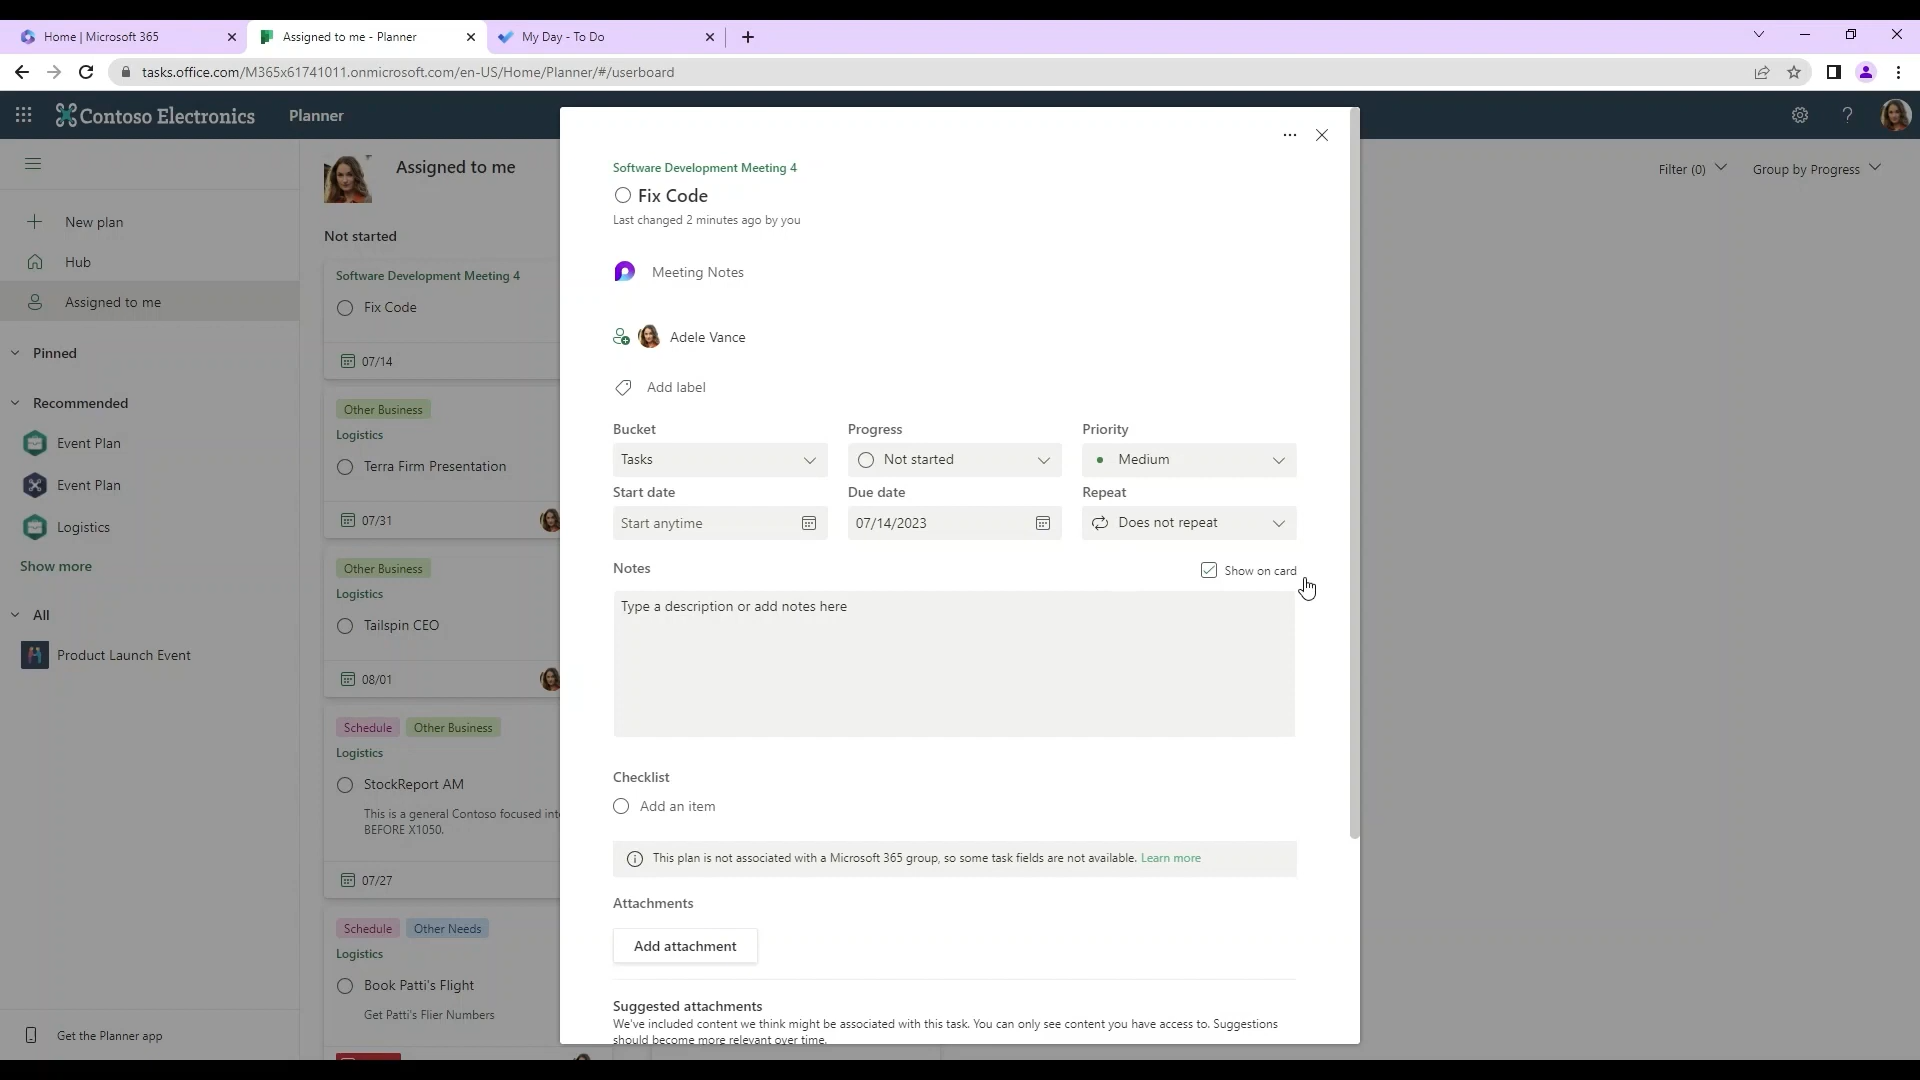 Home | Microsoft 365
Assigned to me - Planner
My Day - To Do
tasks.office.com/M365x61741011.onmicrosoft.com/en-US/Home/Planner/#/userboard
Contoso Electronics
Planner
New plan
Hub
Assigned to me
Pinned
Recommended
Event Plan
Event Plan
Logistics
Show more
All
Product Launch Event
Get the Planner app
Assigned to me
Filter (0)
Group by Progress
Not started
Software Development Meeting 4
Fix Code
07/14
Other Business
Logistics
Terra Firm Presentation
07/31
Other Business
Logistics
Tailspin CEO
08/01
Schedule
Other Business
Logistics
StockReport AM
This is a general Contoso focused
BEFORE X1050.
07/27
Schedule
Other Needs
Logistics
Book Patti's Flight
Get Patti's Flier Numbers
Software Development Meeting 4
Fix Code
Last changed 2 minutes ago by you
Meeting Notes
Adele Vance
Add label
Bucket
Progress
Priority
Tasks
Not started
Medium
Start date
Due date
Repeat
Start anytime
07/14/2023
Does not repeat
Notes
Show on card
Type a description or add notes here
Checklist
Add an item
This plan is not associated with a Microsoft 365 group, so some task fields are not available. Learn more
Attachments
Add attachment
Suggested attachments
We've included content we think might be associated with this task. You can only see content you have access to. Suggestions
should become more relevant over time.